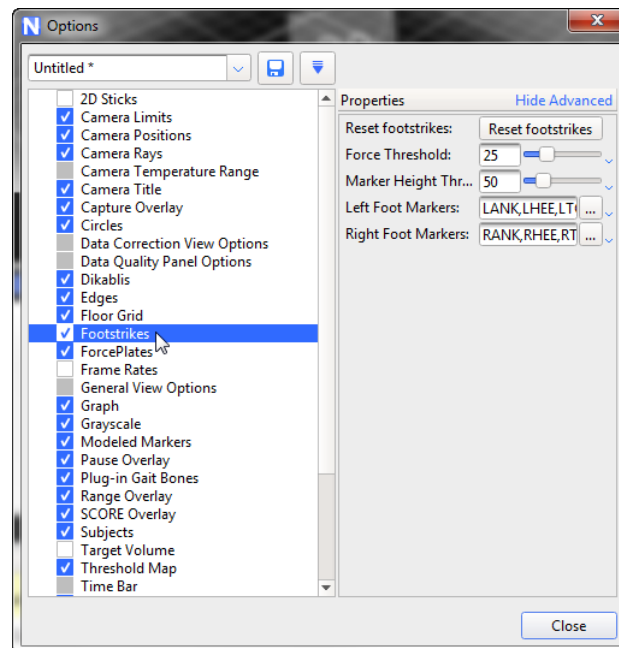 N Options
Untitled *
2D Sticks
Camera Limits
Camera Positions
Camera Rays
Camera Temperature Range
Camera Title
Capture Overlay
Circles
Data Correction View Options
Data Quality Panel Options
Dikablis
Edges
Floor Grid
Footstrikes
ForcePlates
Frame Rates
General View Options
Graph
Grayscale
Modeled Markers
Pause Overlay
Plug-in Gait Bones
Range Overlay
SCORE Overlay
Subjects
Target Volume
Threshold Map
Time Bar
Properties Hide Advanced
Reset footstrikes: Reset footstrikes
Force Threshold: 25
Marker Height Thr... 50
Left Foot Markers: LANK,LHEE,LT ...
Right Foot Markers: RANK,RHEE,RT ...
Close